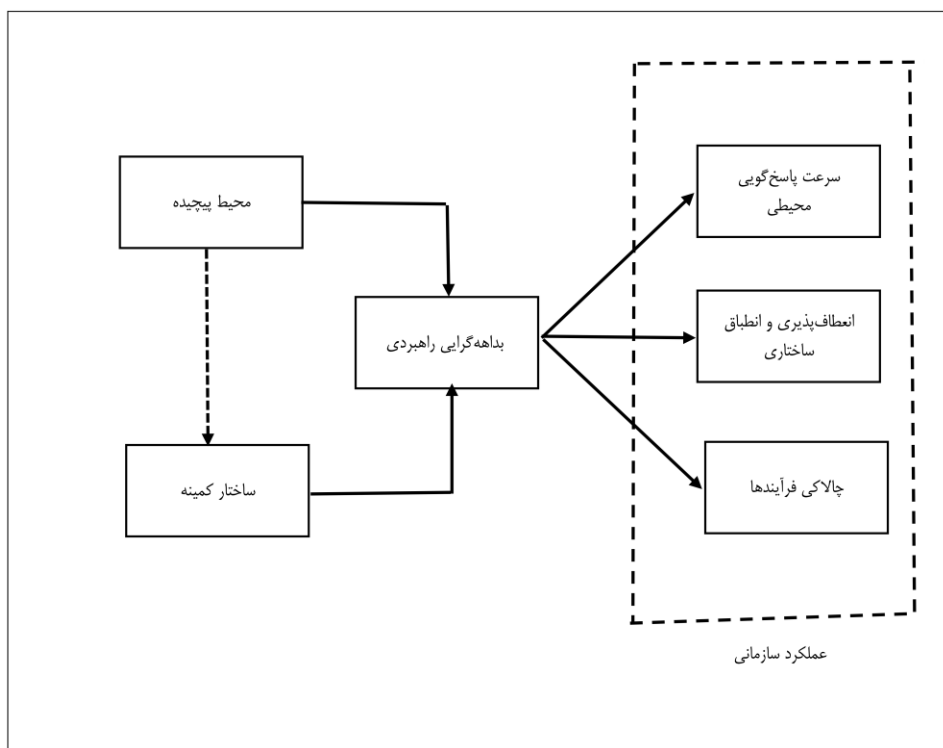 محیط پیچیده
سرعت پاسخ‌گویی
محیطی
بداهه‌گرایی راهبردی
انعطاف‌پذیری و انطباق
ساختاری
ساختار کمینه
چالاکی فرآیندها
عملکرد سازمانی